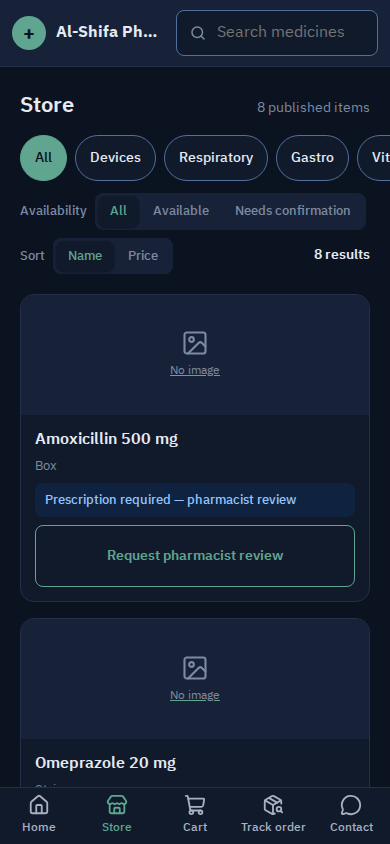 + Al-Shifa Ph... Search medicines
Store 8 published items
All Devices Respiratory Gastro Vit
Availability All Available Needs confirmation
Sort Name Price 8 results
No image
Amoxicillin 500 mg
Box
Prescription required — pharmacist review
Request pharmacist review
No image
Omeprazole 20 mg
Home Store Cart Track order Contact